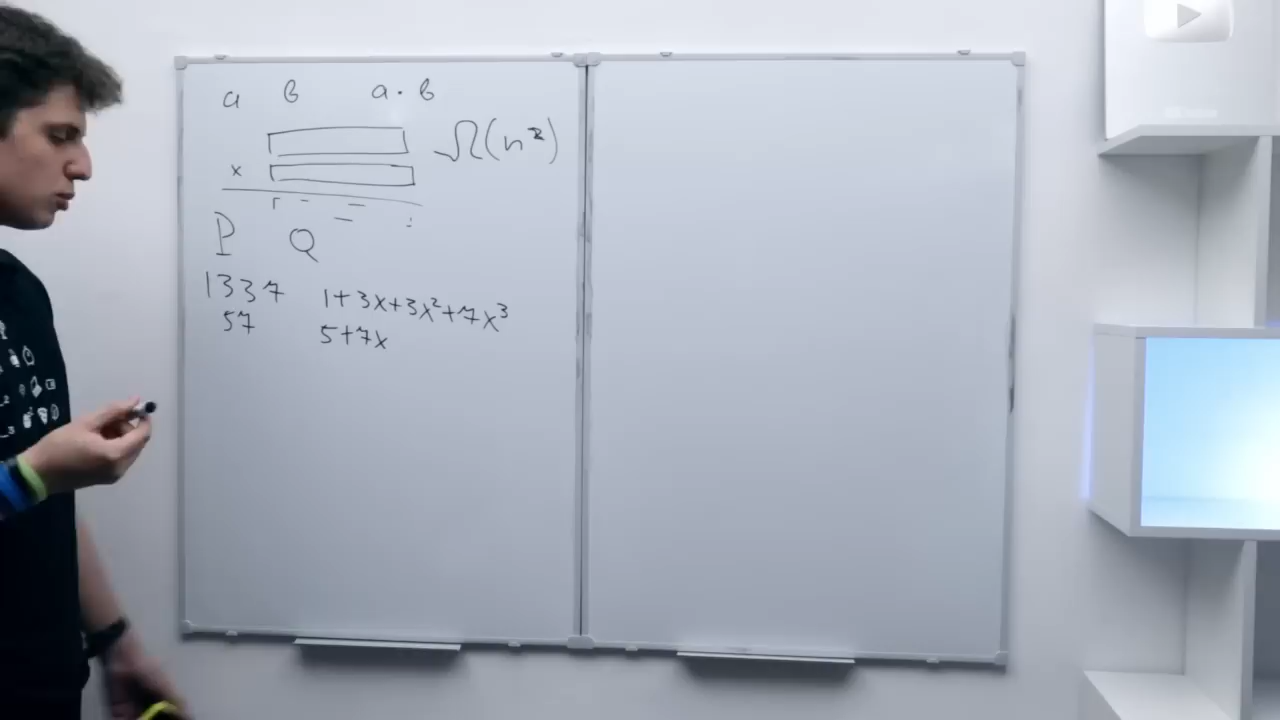 a в a · в
Ω(n²)
×
P Q
1337 1+3x+3x²+7x³
57 5+7x